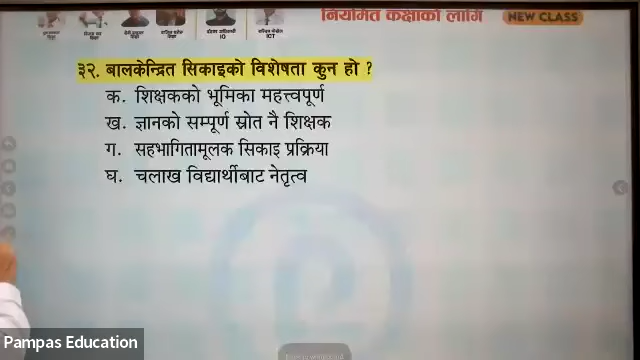 नियमित कक्षाको लागि NEW CLASS
३२. बालकेन्द्रित सिकाइको विशेषता कुन हो ?
क. शिक्षकको भूमिका महत्त्वपूर्ण
ख. ज्ञानको सम्पूर्ण स्रोत नै शिक्षक
ग. सहभागितामूलक सिकाइ प्रक्रिया
घ. चलाख विद्यार्थीबाट नेतृत्व
Pampas Education